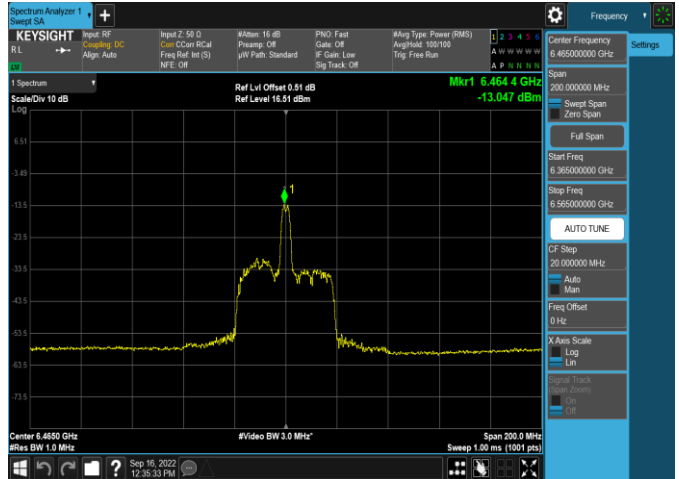 Spectrum Analyzer 1
Swept SA
Frequency
KEYSIGHT
RL
Input: RF
Coupling: DC
Align: Auto
Input Z: 50 Ω
Corr CCorr RCal
Freq Ref: Int (S)
NFE: Off
#Atten: 16 dB
Preamp: Off
µW Path: Standard
PNO: Fast
Gate: Off
IF Gain: Low
Sig Track: Off
#Avg Type: Power (RMS)
Avg|Hold: 100/100
Trig: Free Run
1 2 3 4 5 6
A W W W W W
A P N N N N
1 Spectrum
Scale/Div 10 dB
Log
Ref Lvl Offset 0.51 dB
Ref Level 16.51 dBm
Mkr1 6.464 4 GHz
-13.047 dBm
6.51
-3.49
-13.5
-23.5
-33.5
-43.5
-53.5
-63.5
-73.5
1
Center 6.4650 GHz
#Res BW 1.0 MHz
#Video BW 3.0 MHz*
Span 200.0 MHz
Sweep 1.00 ms (1001 pts)
Sep 16, 2022
12:35:33 PM
Settings
Center Frequency
6.465000000 GHz
Span
200.000000 MHz
Swept Span
Zero Span
Full Span
Start Freq
6.365000000 GHz
Stop Freq
6.565000000 GHz
AUTO TUNE
CF Step
20.000000 MHz
Auto
Man
Freq Offset
0 Hz
X Axis Scale
Log
Lin
Signal Track
(Span Zoom)
On
Off